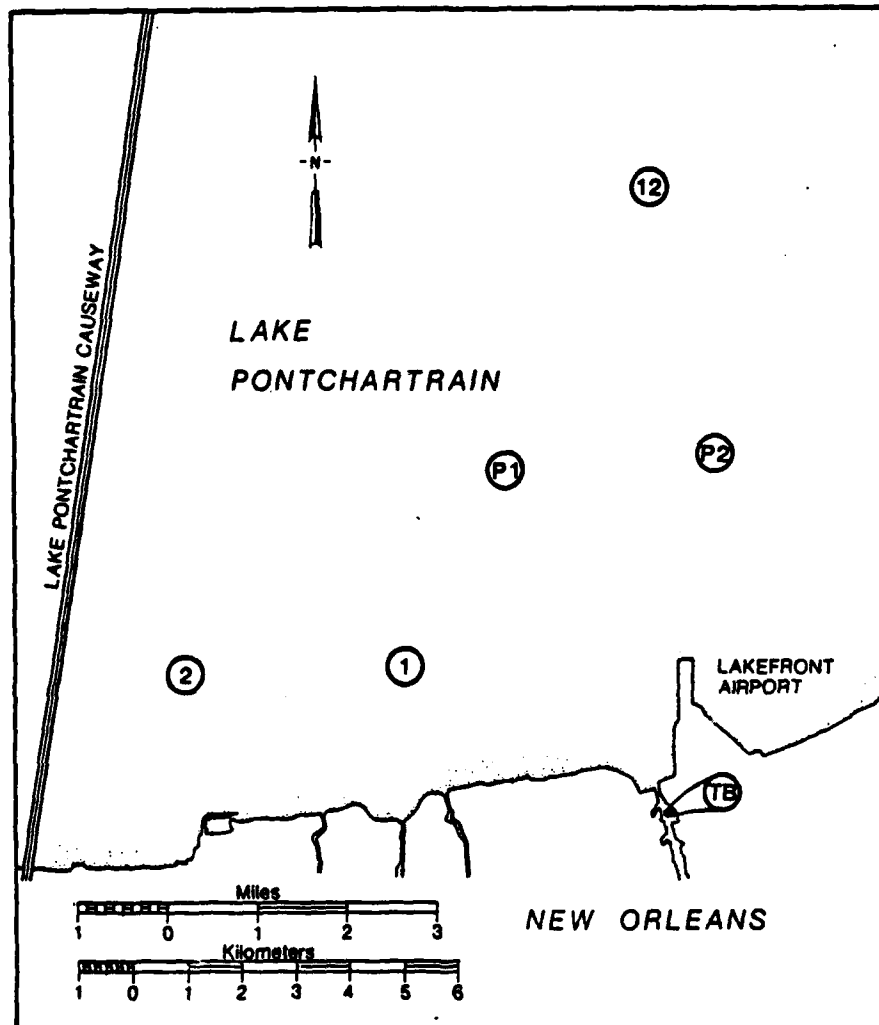 -N-
12
LAKE PONTCHARTRAIN CAUSEWAY
LAKE
PONTCHARTRAIN
P1
P2
2
1
LAKEFRONT
AIRPORT
TB
Miles
1 0 1 2 3
NEW ORLEANS
Kilometers
1 0 1 2 3 4 5 6